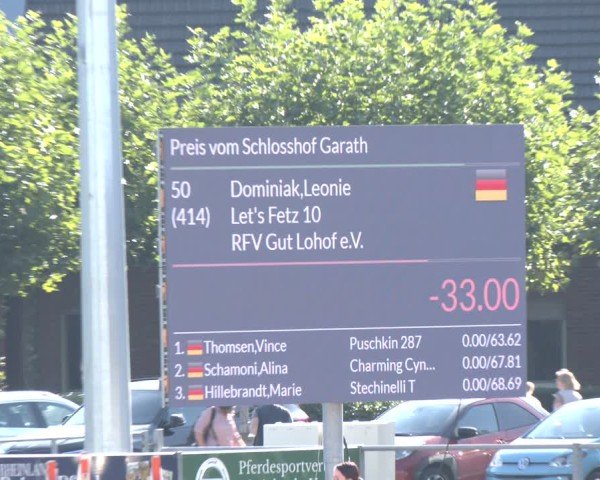 Preis vom Schlosshof Garath
50 Dominiak,Leonie
(414) Let's Fetz 10
RFV Gut Lohof e.V.
-33.00
1. Thomsen,Vince Puschkin 287 0.00/63.62
2. Schamoni,Alina Charming Cyn... 0.00/67.81
3. Hillebrandt,Marie Stechinelli T 0.00/68.69
RHEINLAN
Pferdesportver